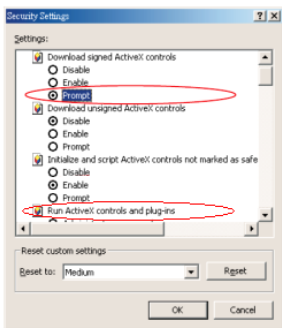 Security Settings
Settings:
Download signed ActiveX controls
Disable
Enable
Prompt
Download unsigned ActiveX controls
Disable
Enable
Prompt
Initialize and script ActiveX controls not marked as safe
Disable
Enable
Prompt
Run ActiveX controls and plug-ins
Reset custom settings
Reset to: Medium Reset
OK Cancel